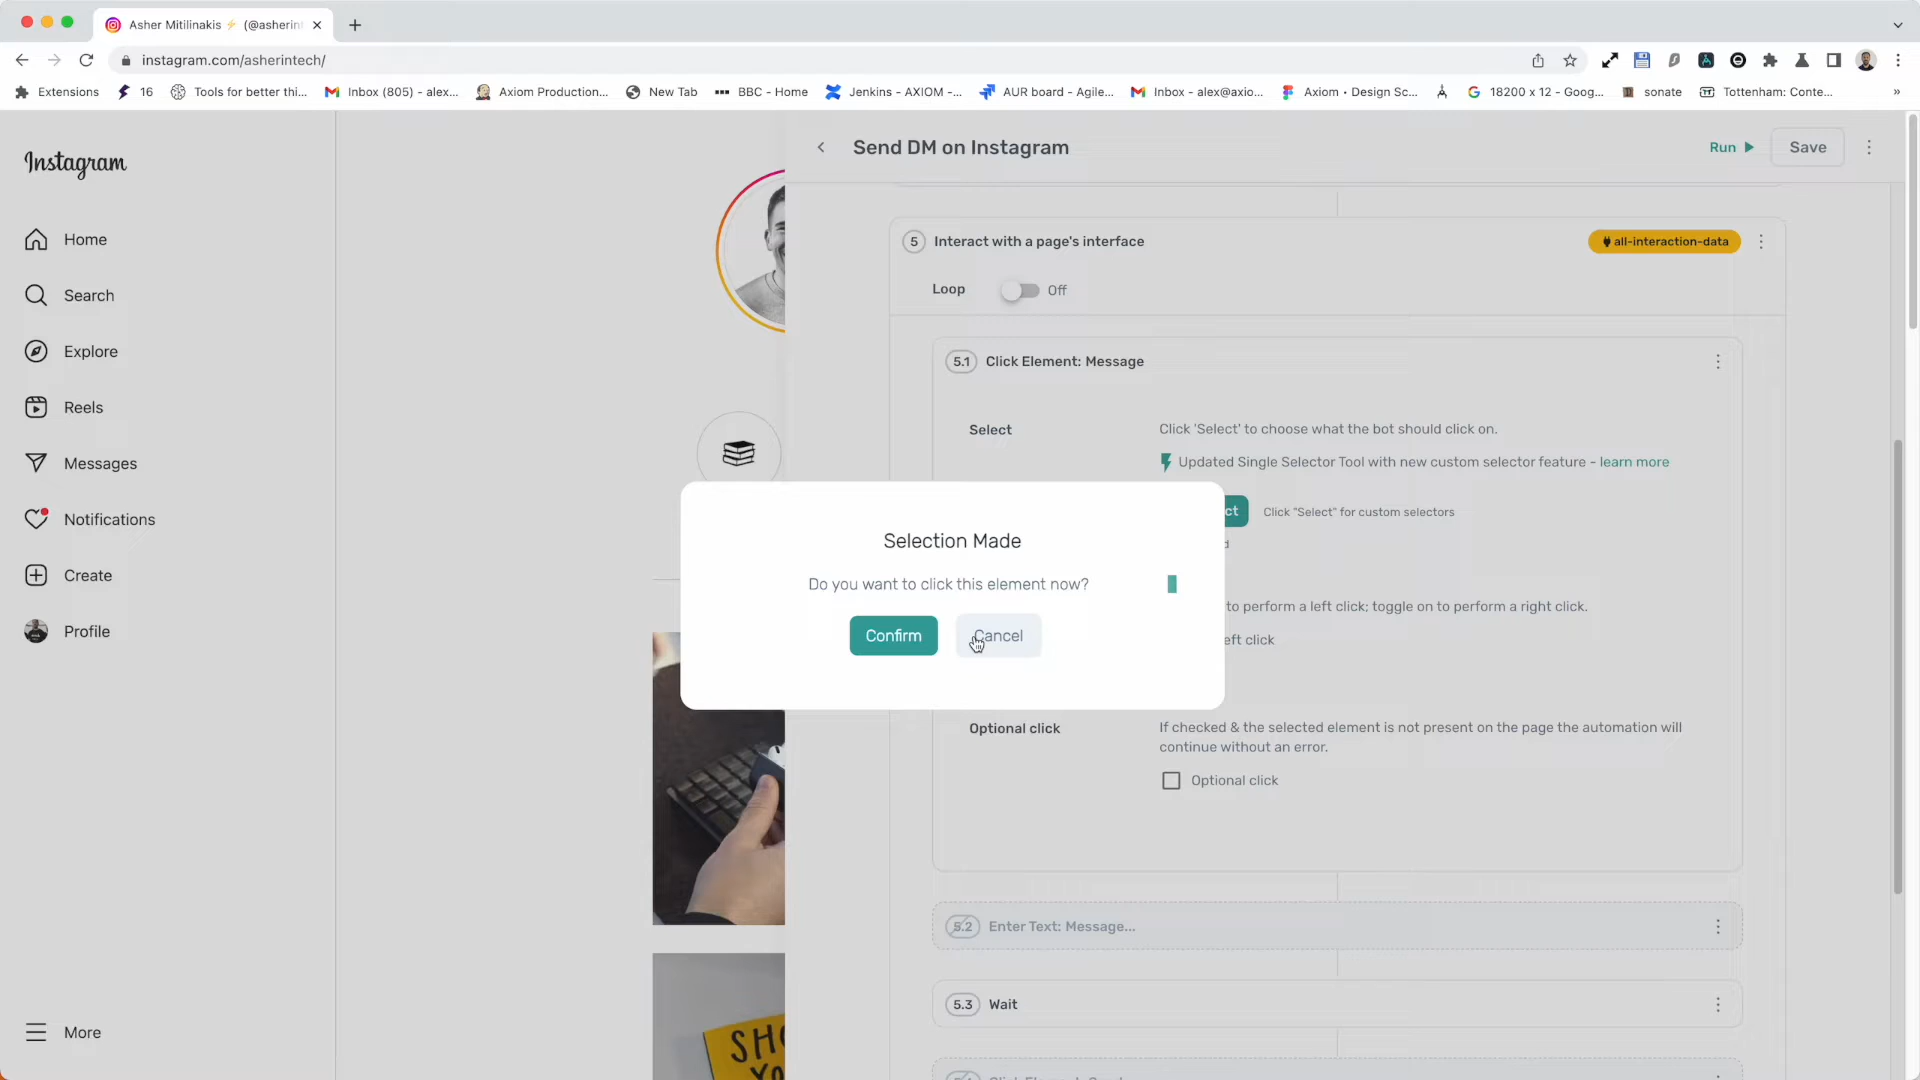 Asher Mitilinakis ⚡ (@asherin
instagram.com/asherintech/
Extensions
16
Tools for better thi...
Inbox (805) - alex...
Axiom Production...
New Tab
BBC - Home
Jenkins - AXIOM -...
AUR board - Agile...
Inbox - alex@axio...
Axiom • Design Sc...
18200 x 12 - Goog...
sonate
Tottenham: Conte...
»
Instagram
Home
Search
Explore
Reels
Messages
Notifications
Create
Profile
More
Send DM on Instagram
Run
Save
5 Interact with a page's interface
all-interaction-data
Loop
Off
5.1 Click Element: Message
Select
Click 'Select' to choose what the bot should click on.
Updated Single Selector Tool with new custom selector feature - learn more
ct
Click "Select" for custom selectors
d
to perform a left click; toggle on to perform a right click.
eft click
Selection Made
Do you want to click this element now?
Confirm
Cancel
Optional click
If checked & the selected element is not present on the page the automation will
continue without an error.
Optional click
5.2 Enter Text: Message...
5.3 Wait
SH